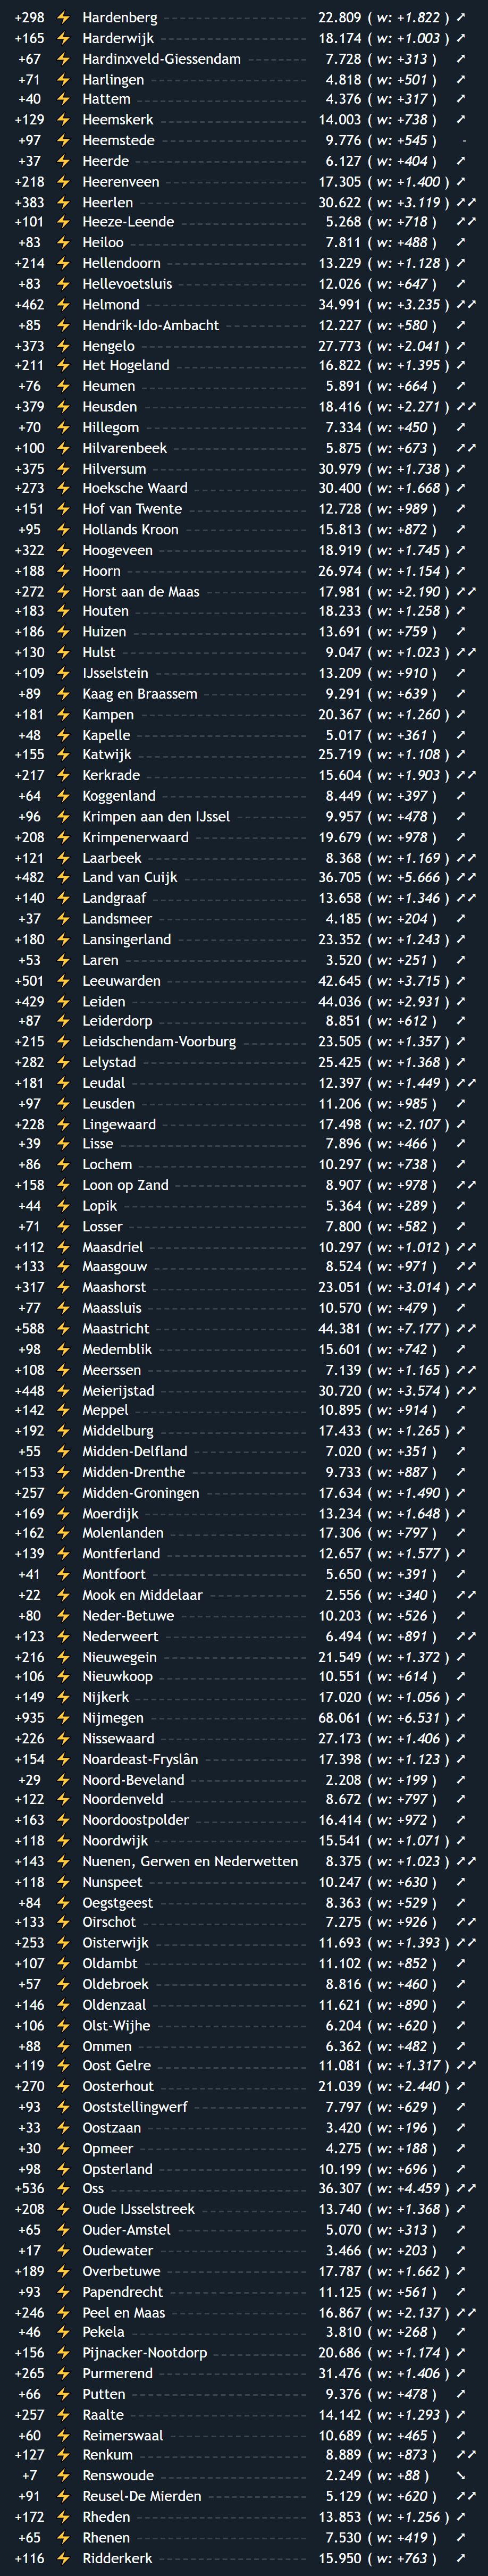 +298 ⚡ Hardenberg 22.809 ( w: +1.822 ) ➚
+165 ⚡ Harderwijk 18.174 ( w: +1.003 ) ➚
+67 ⚡ Hardinxveld-Giessendam 7.728 ( w: +313 ) ➚
+71 ⚡ Harlingen 4.818 ( w: +501 ) ➚
+40 ⚡ Hattem 4.376 ( w: +317 ) ➚
+129 ⚡ Heemskerk 14.003 ( w: +738 ) ➚
+97 ⚡ Heemstede 9.776 ( w: +545 ) -
+37 ⚡ Heerde 6.127 ( w: +404 ) ➚
+218 ⚡ Heerenveen 17.305 ( w: +1.400 ) ➚
+383 ⚡ Heerlen 30.622 ( w: +3.119 ) ➚➚
+101 ⚡ Heeze-Leende 5.268 ( w: +718 ) ➚➚
+83 ⚡ Heiloo 7.811 ( w: +488 ) ➚
+214 ⚡ Hellendoorn 13.229 ( w: +1.128 ) ➚
+83 ⚡ Hellevoetsluis 12.026 ( w: +647 ) ➚
+462 ⚡ Helmond 34.991 ( w: +3.235 ) ➚➚
+85 ⚡ Hendrik-Ido-Ambacht 12.227 ( w: +580 ) ➚
+373 ⚡ Hengelo 27.773 ( w: +2.041 ) ➚
+211 ⚡ Het Hogeland 16.822 ( w: +1.395 ) ➚
+76 ⚡ Heumen 5.891 ( w: +664 ) ➚
+379 ⚡ Heusden 18.416 ( w: +2.271 ) ➚➚
+70 ⚡ Hillegom 7.334 ( w: +450 ) ➚
+100 ⚡ Hilvarenbeek 5.875 ( w: +673 ) ➚➚
+375 ⚡ Hilversum 30.979 ( w: +1.738 ) ➚
+273 ⚡ Hoeksche Waard 30.400 ( w: +1.668 ) ➚
+151 ⚡ Hof van Twente 12.728 ( w: +989 ) ➚
+95 ⚡ Hollands Kroon 15.813 ( w: +872 ) ➚
+322 ⚡ Hoogeveen 18.919 ( w: +1.745 ) ➚
+188 ⚡ Hoorn 26.974 ( w: +1.154 ) ➚
+272 ⚡ Horst aan de Maas 17.981 ( w: +2.190 ) ➚➚
+183 ⚡ Houten 18.233 ( w: +1.258 ) ➚
+186 ⚡ Huizen 13.691 ( w: +759 ) ➚
+130 ⚡ Hulst 9.047 ( w: +1.023 ) ➚➚
+109 ⚡ IJsselstein 13.209 ( w: +910 ) ➚
+89 ⚡ Kaag en Braassem 9.291 ( w: +639 ) ➚
+181 ⚡ Kampen 20.367 ( w: +1.260 ) ➚
+48 ⚡ Kapelle 5.017 ( w: +361 ) ➚
+155 ⚡ Katwijk 25.719 ( w: +1.108 ) ➚
+217 ⚡ Kerkrade 15.604 ( w: +1.903 ) ➚➚
+64 ⚡ Koggenland 8.449 ( w: +397 ) ➚
+96 ⚡ Krimpen aan den IJssel 9.957 ( w: +478 ) ➚
+208 ⚡ Krimpenerwaard 19.679 ( w: +978 ) ➚
+121 ⚡ Laarbeek 8.368 ( w: +1.169 ) ➚➚
+482 ⚡ Land van Cuijk 36.705 ( w: +5.666 ) ➚➚
+140 ⚡ Landgraaf 13.658 ( w: +1.346 ) ➚➚
+37 ⚡ Landsmeer 4.185 ( w: +204 ) ➚
+180 ⚡ Lansingerland 23.352 ( w: +1.243 ) ➚
+53 ⚡ Laren 3.520 ( w: +251 ) ➚
+501 ⚡ Leeuwarden 42.645 ( w: +3.715 ) ➚
+429 ⚡ Leiden 44.036 ( w: +2.931 ) ➚
+87 ⚡ Leiderdorp 8.851 ( w: +612 ) ➚
+215 ⚡ Leidschendam-Voorburg 23.505 ( w: +1.357 ) ➚
+282 ⚡ Lelystad 25.425 ( w: +1.368 ) ➚
+181 ⚡ Leudal 12.397 ( w: +1.449 ) ➚➚
+97 ⚡ Leusden 11.206 ( w: +985 ) ➚
+228 ⚡ Lingewaard 17.498 ( w: +2.107 ) ➚
+39 ⚡ Lisse 7.896 ( w: +466 ) ➚
+86 ⚡ Lochem 10.297 ( w: +738 ) ➚
+158 ⚡ Loon op Zand 8.907 ( w: +978 ) ➚➚
+44 ⚡ Lopik 5.364 ( w: +289 ) ➚
+71 ⚡ Losser 7.800 ( w: +582 ) ➚
+112 ⚡ Maasdriel 10.297 ( w: +1.012 ) ➚➚
+133 ⚡ Maasgouw 8.524 ( w: +971 ) ➚➚
+317 ⚡ Maashorst 23.051 ( w: +3.014 ) ➚➚
+77 ⚡ Maassluis 10.570 ( w: +479 ) ➚
+588 ⚡ Maastricht 44.381 ( w: +7.177 ) ➚➚
+98 ⚡ Medemblik 15.601 ( w: +742 ) ➚
+108 ⚡ Meerssen 7.139 ( w: +1.165 ) ➚➚
+448 ⚡ Meierijstad 30.720 ( w: +3.574 ) ➚➚
+142 ⚡ Meppel 10.895 ( w: +914 ) ➚
+192 ⚡ Middelburg 17.433 ( w: +1.265 ) ➚
+55 ⚡ Midden-Delfland 7.020 ( w: +351 ) ➚
+153 ⚡ Midden-Drenthe 9.733 ( w: +887 ) ➚
+257 ⚡ Midden-Groningen 17.634 ( w: +1.490 ) ➚
+169 ⚡ Moerdijk 13.234 ( w: +1.648 ) ➚
+162 ⚡ Molenlanden 17.306 ( w: +797 ) ➚
+139 ⚡ Montferland 12.657 ( w: +1.577 ) ➚
+41 ⚡ Montfoort 5.650 ( w: +391 ) ➚
+22 ⚡ Mook en Middelaar 2.556 ( w: +340 ) ➚➚
+80 ⚡ Neder-Betuwe 10.203 ( w: +526 ) ➚
+123 ⚡ Nederweert 6.494 ( w: +891 ) ➚➚
+216 ⚡ Nieuwegein 21.549 ( w: +1.372 ) ➚
+106 ⚡ Nieuwkoop 10.551 ( w: +614 ) ➚
+149 ⚡ Nijkerk 17.020 ( w: +1.056 ) ➚
+935 ⚡ Nijmegen 68.061 ( w: +6.531 ) ➚
+226 ⚡ Nissewaard 27.173 ( w: +1.406 ) ➚
+154 ⚡ Noardeast-Fryslân 17.398 ( w: +1.123 ) ➚
+29 ⚡ Noord-Beveland 2.208 ( w: +199 ) ➚
+122 ⚡ Noordenveld 8.672 ( w: +797 ) ➚
+163 ⚡ Noordoostpolder 16.414 ( w: +972 ) ➚
+118 ⚡ Noordwijk 15.541 ( w: +1.071 ) ➚
+143 ⚡ Nuenen, Gerwen en Nederwetten 8.375 ( w: +1.023 ) ➚➚
+118 ⚡ Nunspeet 10.247 ( w: +630 ) ➚
+84 ⚡ Oegstgeest 8.363 ( w: +529 ) ➚
+133 ⚡ Oirschot 7.275 ( w: +926 ) ➚➚
+253 ⚡ Oisterwijk 11.693 ( w: +1.393 ) ➚➚
+107 ⚡ Oldambt 11.102 ( w: +852 ) ➚
+57 ⚡ Oldebroek 8.816 ( w: +460 ) ➚
+146 ⚡ Oldenzaal 11.621 ( w: +890 ) ➚
+106 ⚡ Olst-Wijhe 6.204 ( w: +620 ) ➚
+88 ⚡ Ommen 6.362 ( w: +482 ) ➚
+119 ⚡ Oost Gelre 11.081 ( w: +1.317 ) ➚➚
+270 ⚡ Oosterhout 21.039 ( w: +2.440 ) ➚
+93 ⚡ Ooststellingwerf 7.797 ( w: +629 ) ➚
+33 ⚡ Oostzaan 3.420 ( w: +196 ) ➚
+30 ⚡ Opmeer 4.275 ( w: +188 ) ➚
+98 ⚡ Opsterland 10.199 ( w: +696 ) ➚
+536 ⚡ Oss 36.307 ( w: +4.459 ) ➚➚
+208 ⚡ Oude IJsselstreek 13.740 ( w: +1.368 ) ➚
+65 ⚡ Ouder-Amstel 5.070 ( w: +313 ) ➚
+17 ⚡ Oudewater 3.466 ( w: +203 ) ➚
+189 ⚡ Overbetuwe 17.787 ( w: +1.662 ) ➚
+93 ⚡ Papendrecht 11.125 ( w: +561 ) ➚
+246 ⚡ Peel en Maas 16.867 ( w: +2.137 ) ➚➚
+46 ⚡ Pekela 3.810 ( w: +268 ) ➚
+156 ⚡ Pijnacker-Nootdorp 20.686 ( w: +1.174 ) ➚
+265 ⚡ Purmerend 31.476 ( w: +1.406 ) ➚
+66 ⚡ Putten 9.376 ( w: +478 ) ➚
+257 ⚡ Raalte 14.142 ( w: +1.293 ) ➚
+60 ⚡ Reimerswaal 10.689 ( w: +465 ) ➚
+127 ⚡ Renkum 8.889 ( w: +873 ) ➚➚
+7 ⚡ Renswoude 2.249 ( w: +88 ) ➘
+91 ⚡ Reusel-De Mierden 5.129 ( w: +620 ) ➚➚
+172 ⚡ Rheden 13.853 ( w: +1.256 ) ➚
+65 ⚡ Rhenen 7.530 ( w: +419 ) ➚
+116 ⚡ Ridderkerk 15.950 ( w: +763 ) ➚